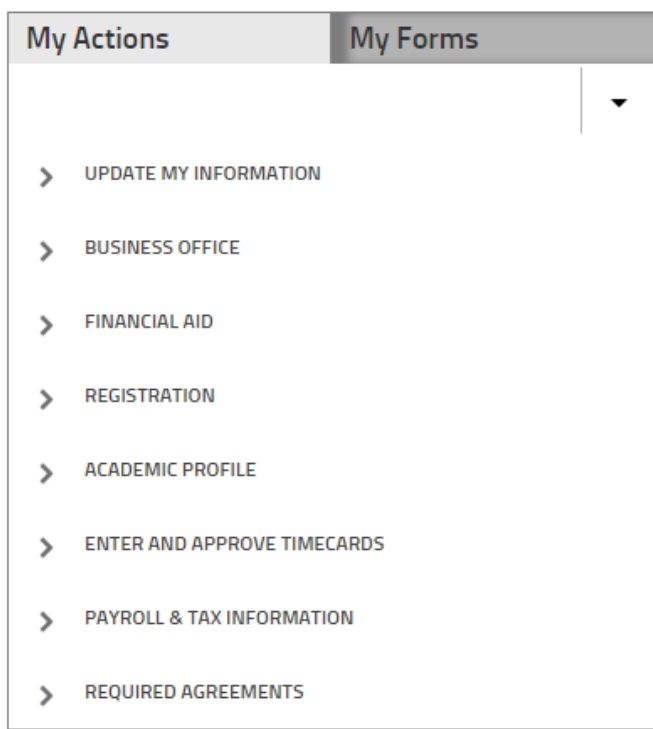 My Actions My Forms
UPDATE MY INFORMATION
BUSINESS OFFICE
FINANCIAL AID
REGISTRATION
ACADEMIC PROFILE
ENTER AND APPROVE TIMECARDS
PAYROLL & TAX INFORMATION
REQUIRED AGREEMENTS